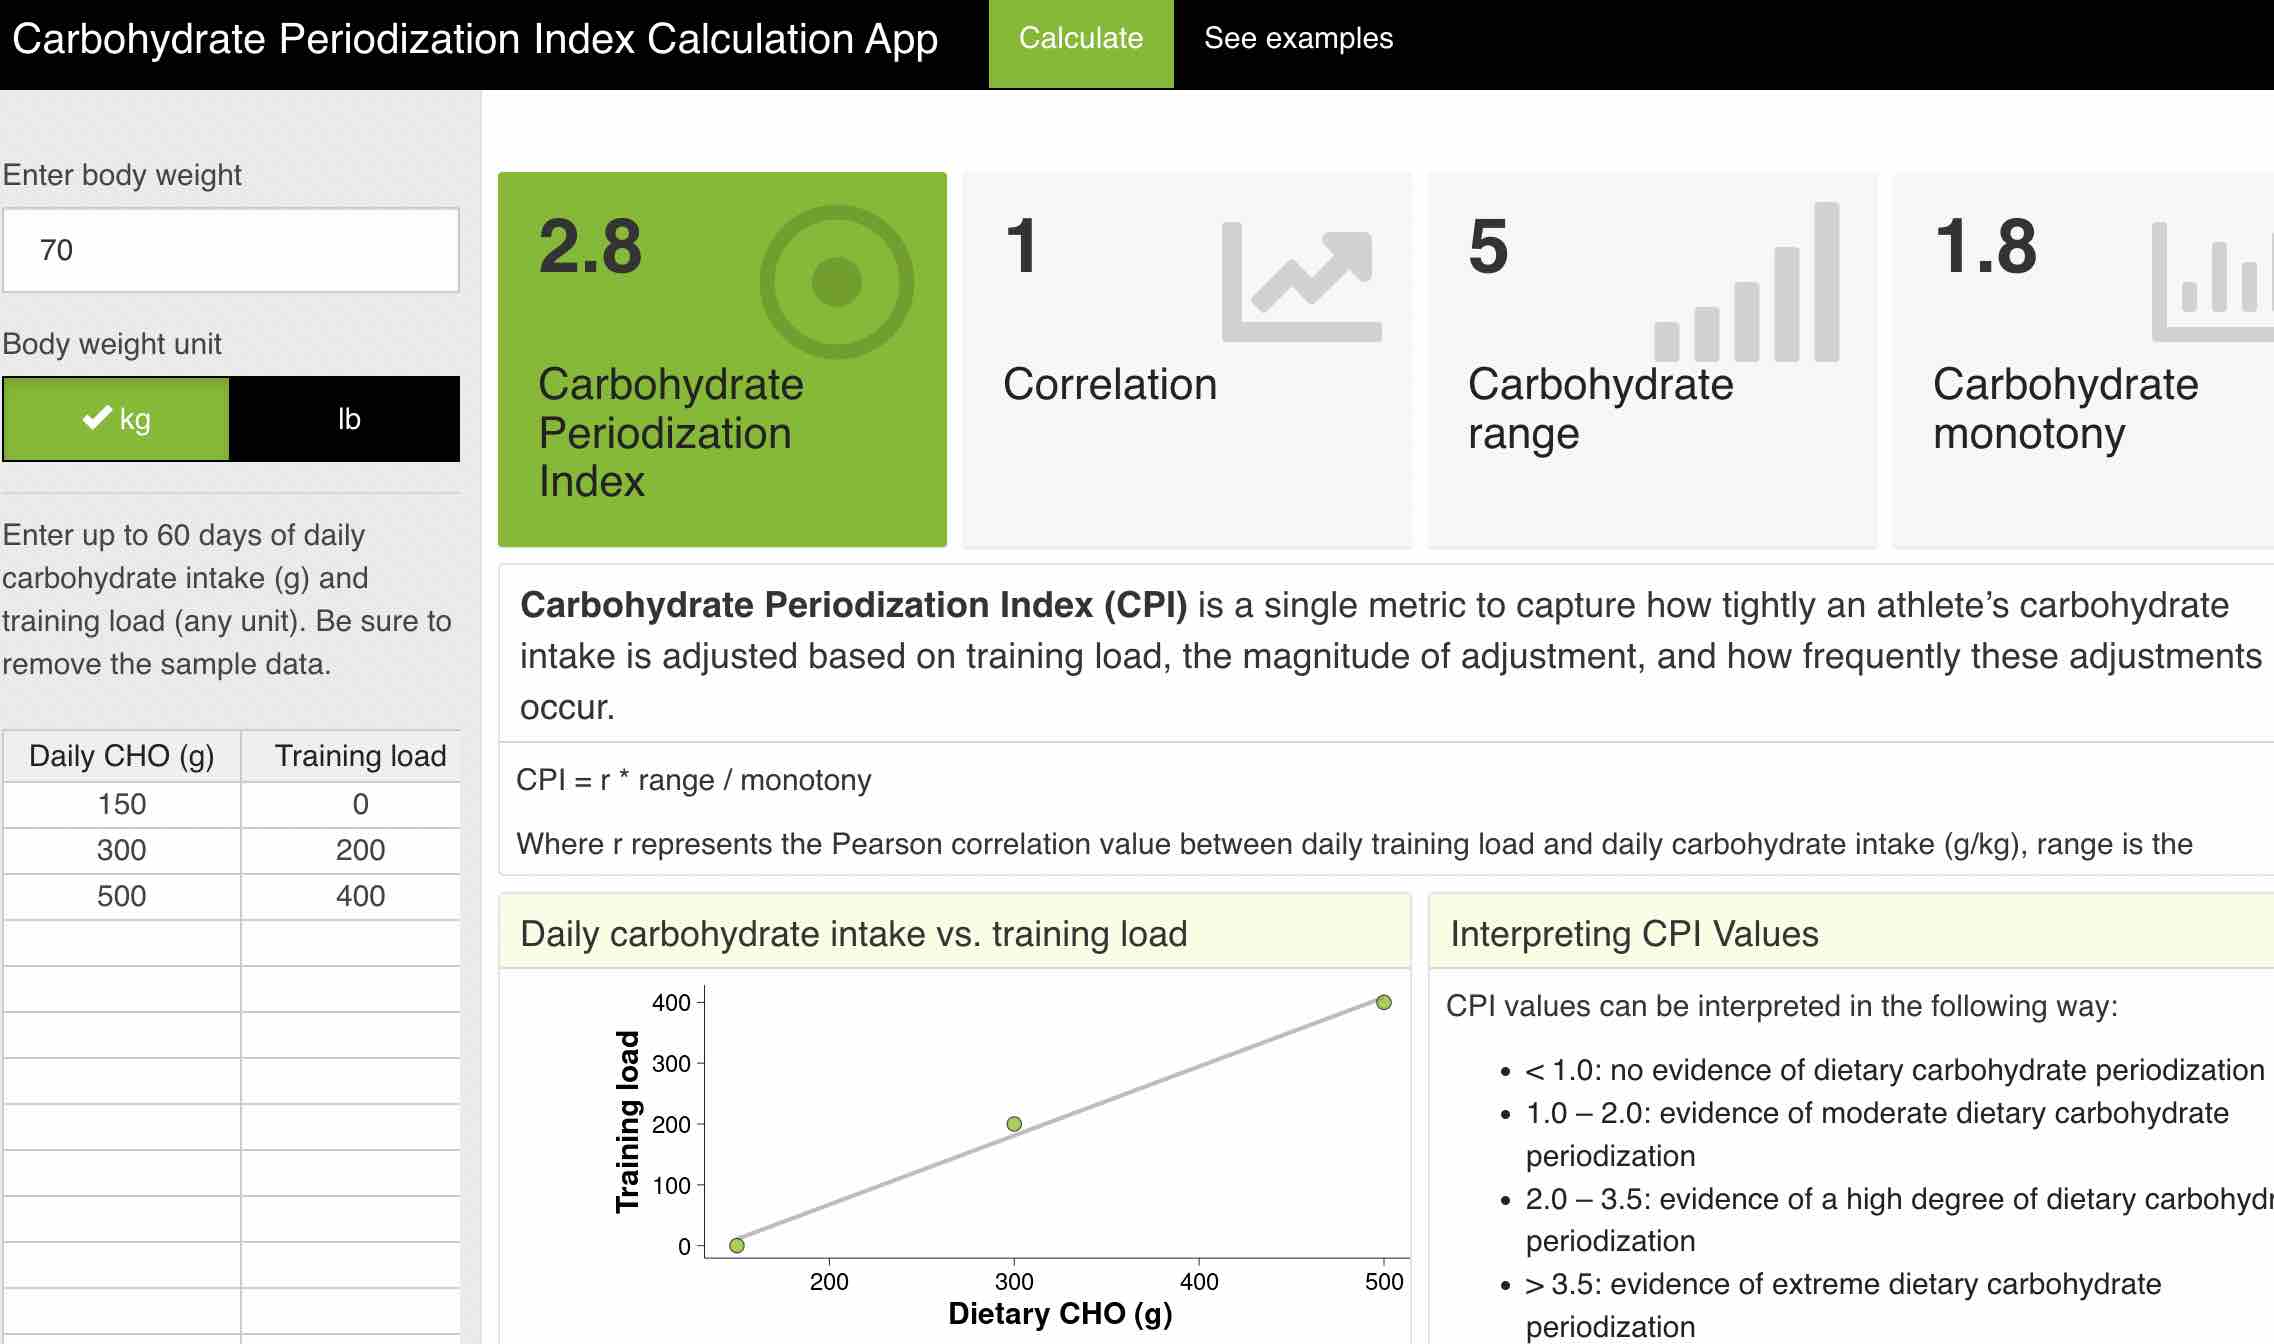 Carbohydrate Periodization Index Calculation App
Calculate
See examples
Enter body weight
70
Body weight unit
kg
lb
Enter up to 60 days of daily
carbohydrate intake (g) and
training load (any unit). Be sure to
remove the sample data.
Daily CHO (g) Training load
150 0
300 200
500 400
2.8
Carbohydrate
Periodization
Index
1
Correlation
5
Carbohydrate
range
1.8
Carbohydrate
monotony
Carbohydrate Periodization Index (CPI) is a single metric to capture how tightly an athlete’s carbohydrate
intake is adjusted based on training load, the magnitude of adjustment, and how frequently these adjustments
occur.
CPI = r * range / monotony
Where r represents the Pearson correlation value between daily training load and daily carbohydrate intake (g/kg), range is the
Daily carbohydrate intake vs. training load
Training load
400
300
200
100
0
200 300 400 500
Dietary CHO (g)
Interpreting CPI Values
CPI values can be interpreted in the following way:
• < 1.0: no evidence of dietary carbohydrate periodization
• 1.0 – 2.0: evidence of moderate dietary carbohydrate
periodization
• 2.0 – 3.5: evidence of a high degree of dietary carbohydr
periodization
• > 3.5: evidence of extreme dietary carbohydrate
periodization